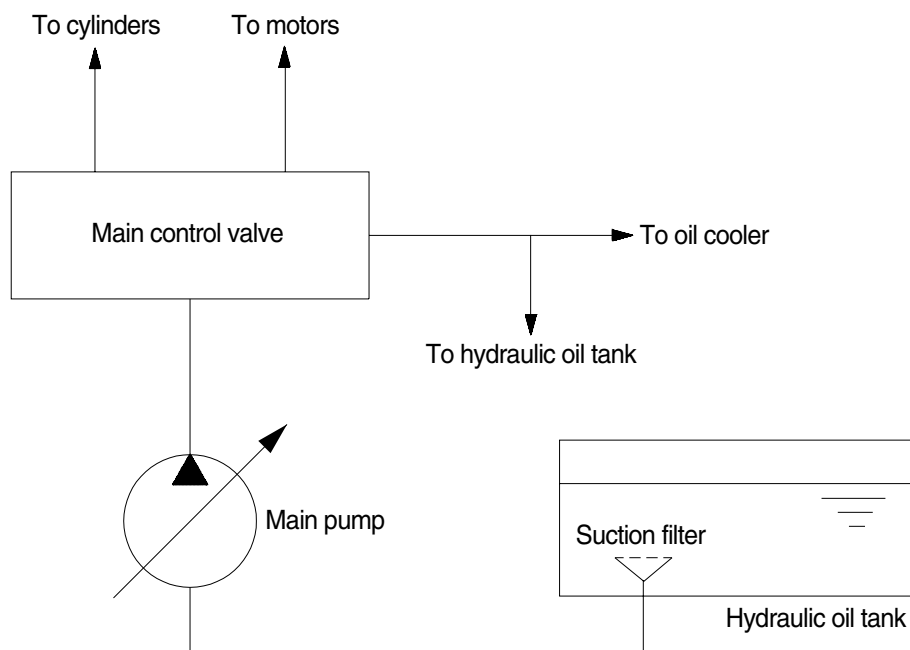 To cylinders
To motors
Main control valve
To oil cooler
To hydraulic oil tank
Main pump
Suction filter
Hydraulic oil tank